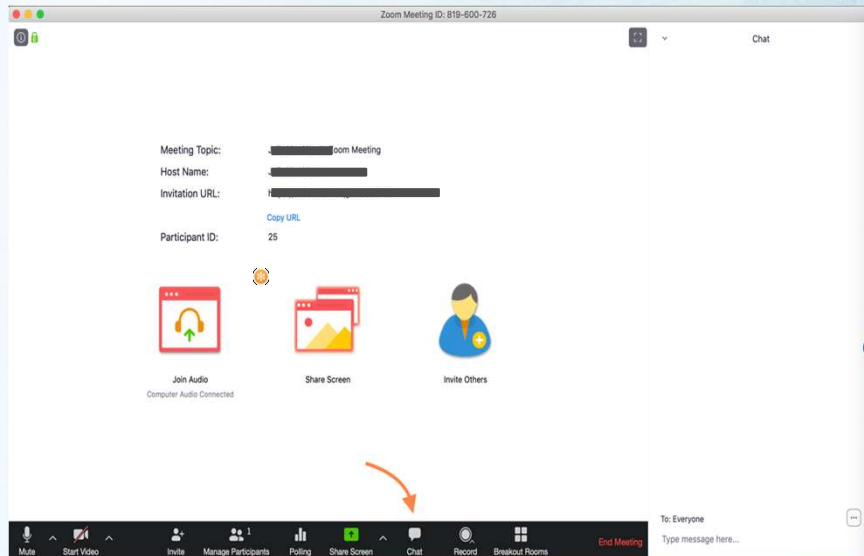 Zoom Meeting ID: 819-600-726
Chat
Meeting Topic: Zoom Meeting
Host Name:
Invitation URL:
Copy URL
Participant ID: 25
Join Audio Share Screen Invite Others
Computer Audio Connected
To: Everyone
Type message here...
1
Mute Start Video Invite Manage Participants Polling Share Screen Chat Record Breakout Rooms End Meeting